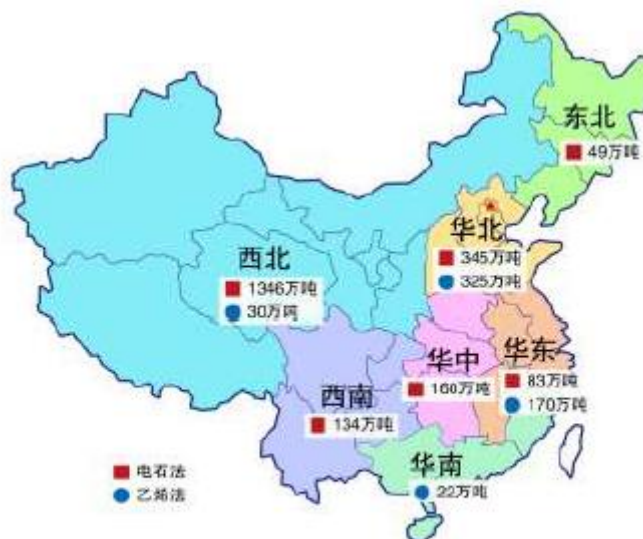 东北
49万吨
华北
345万吨
325万吨
西北
1346万吨
30万吨
华中
160万吨
华东
83万吨
170万吨
西南
134万吨
华南
22万吨
电石法
乙烯法